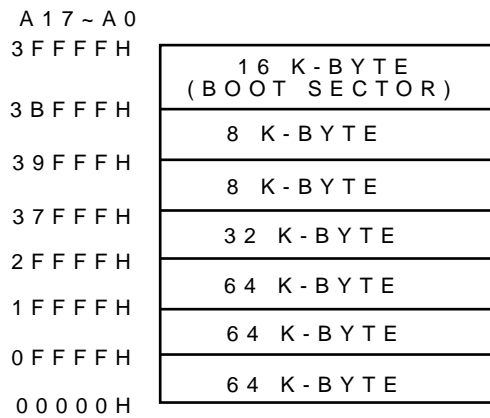 A17~A0
3FFFFH
16 K-BYTE
(BOOT SECTOR)
3BFFFH
8 K-BYTE
39FFFH
8 K-BYTE
37FFFH
32 K-BYTE
2FFFFH
64 K-BYTE
1FFFFH
64 K-BYTE
0FFFFH
64 K-BYTE
00000H